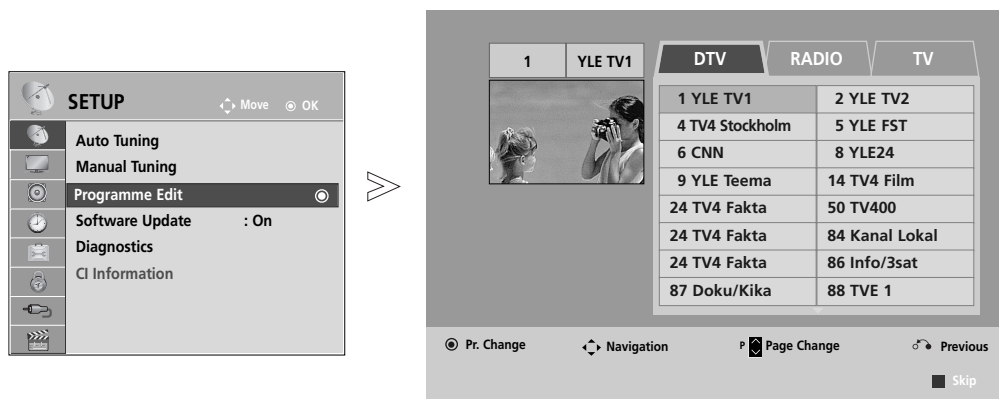 SETUP Move OK
Auto Tuning
Manual Tuning
Programme Edit
Software Update : On
Diagnostics
CI Information
1 YLE TV1
DTV RADIO TV
1 YLE TV1 2 YLE TV2
4 TV4 Stockholm 5 YLE FST
6 CNN 8 YLE24
9 YLE Teema 14 TV4 Film
24 TV4 Fakta 50 TV400
24 TV4 Fakta 84 Kanal Lokal
24 TV4 Fakta 86 Info/3sat
87 Doku/Kika 88 TVE 1
Pr. Change Navigation P Page Change Previous
Skip